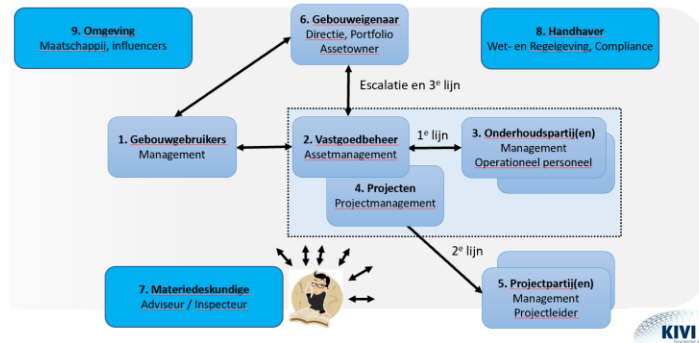 9. Omgeving
Maatschappij, influencers
6. Gebouweigenaar
Directie, Portfolio
Assetowner
8. Handhaver
Wet- en Regelgeving, Compliance
Escalatie en 3e lijn
1. Gebouwgebruikers
Management
2. Vastgoedbeheer
Assetmanagement
1e lijn
3. Onderhoudspartij(en)
Management
Operationeel personeel
4. Projecten
Projectmanagement
2e lijn
7. Materiedeskundige
Adviseur / Inspecteur
5. Projectpartij(en)
Management
Projectleider
KIVI